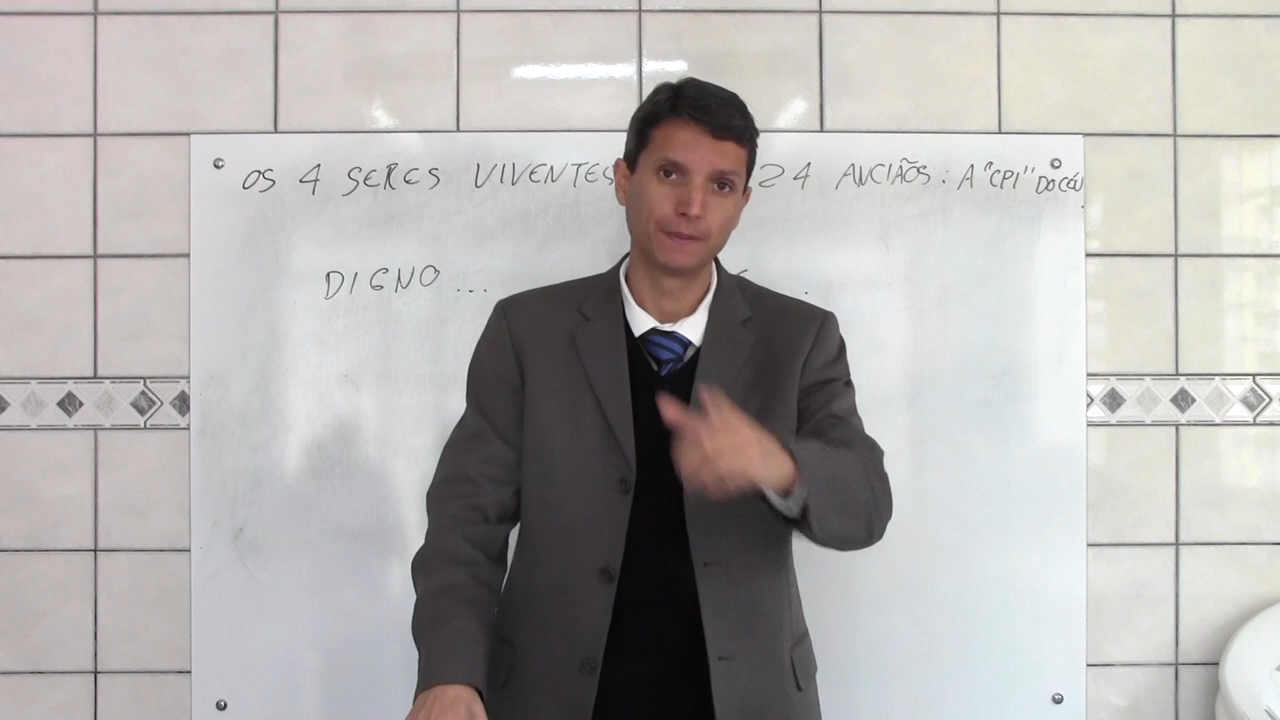 OS 4 SERES VIVENTES 24 ANCIÃOS: A "CPI" DO CÉU
DIGNO ...